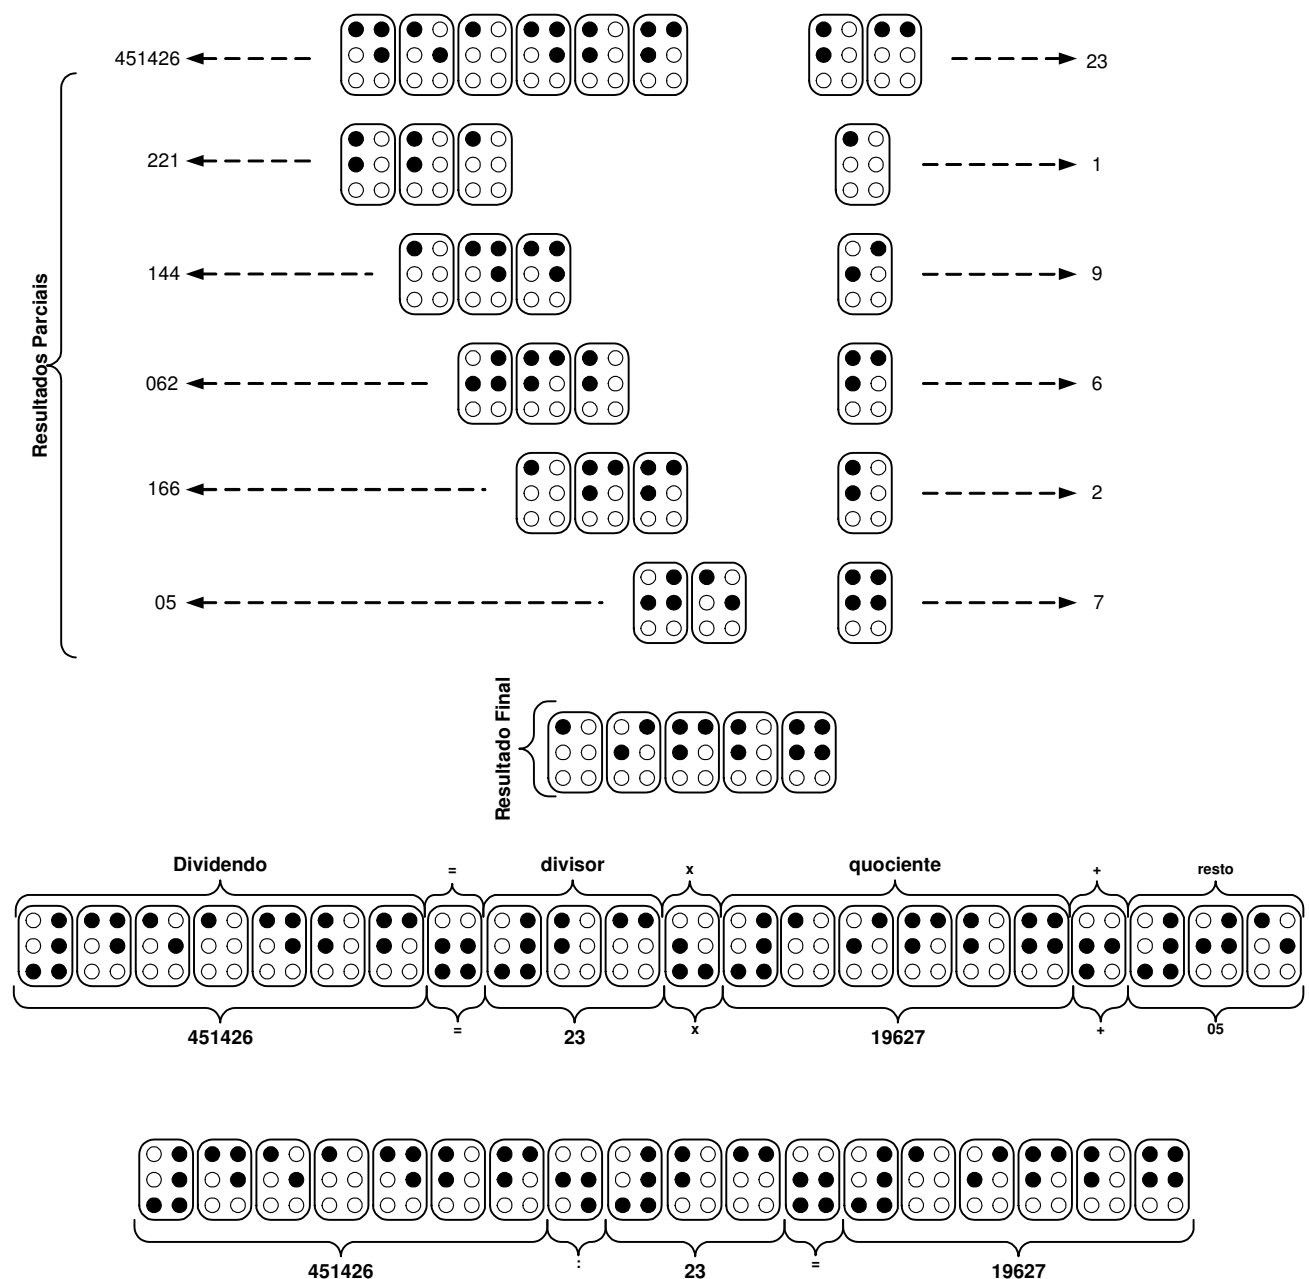 451426 23
221 1
144 9
062 6
166 2
05 7
Resultados Parciais
Resultado Final
Dividendo = divisor x quociente + resto
451426 = 23 x 19627 + 05
451426 : 23 = 19627